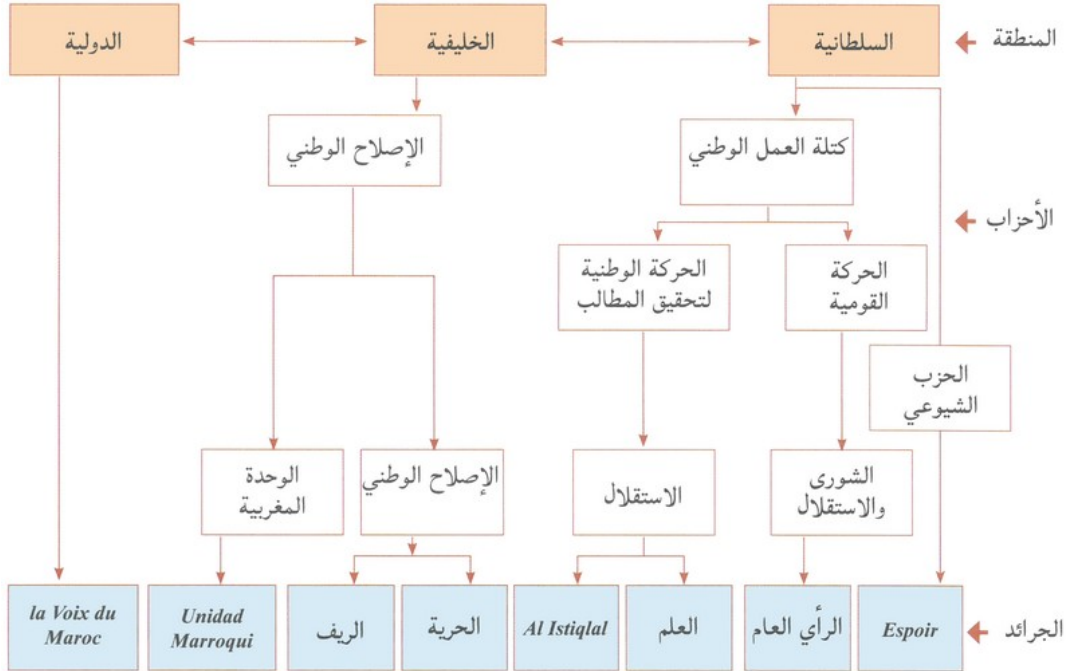 المنطقة
السلطانية
الخليفية
الدولية
كتلة العمل الوطني
الإصلاح الوطني
الأحزاب
الحركة
القومية
الحركة الوطنية
لتحقيق المطالب
الحزب
الشيوعي
الشورى
والاستقلال
الاستقلال
الإصلاح الوطني
الوحدة
المغربية
الجرائد
Espoir
الرأي العام
العلم
Al Istiqlal
الحرية
الريف
Unidad
Marroqui
la Voix du
Maroc